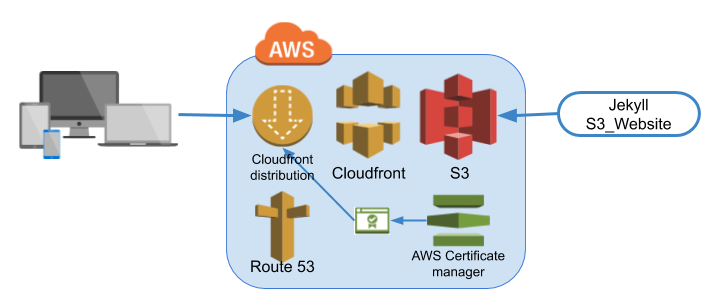 AWS
Cloudfront
distribution
Cloudfront
S3
Jekyll
S3_Website
Route 53
AWS Certificate
manager